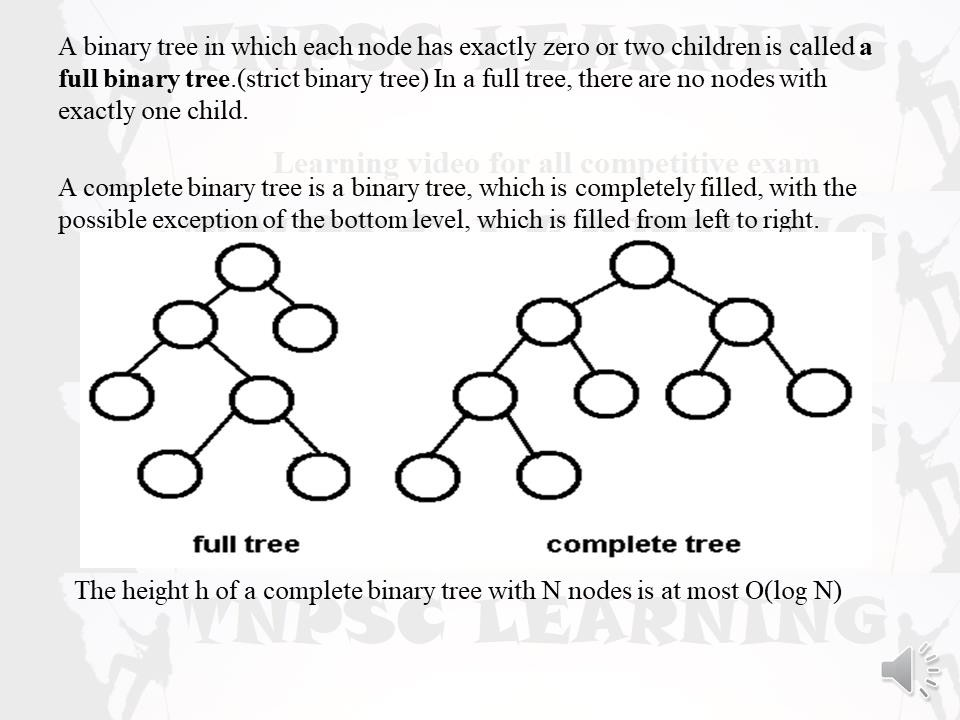 TNPSC LEARNING
A binary tree in which each node has exactly zero or two children is called a
full binary tree.(strict binary tree) In a full tree, there are no nodes with
exactly one child.
Learning video for all competitive exam
A complete binary tree is a binary tree, which is completely filled, with the
possible exception of the bottom level, which is filled from left to right.
full tree
complete tree
The height h of a complete binary tree with N nodes is at most O(log N)
TNPSC LEARNING